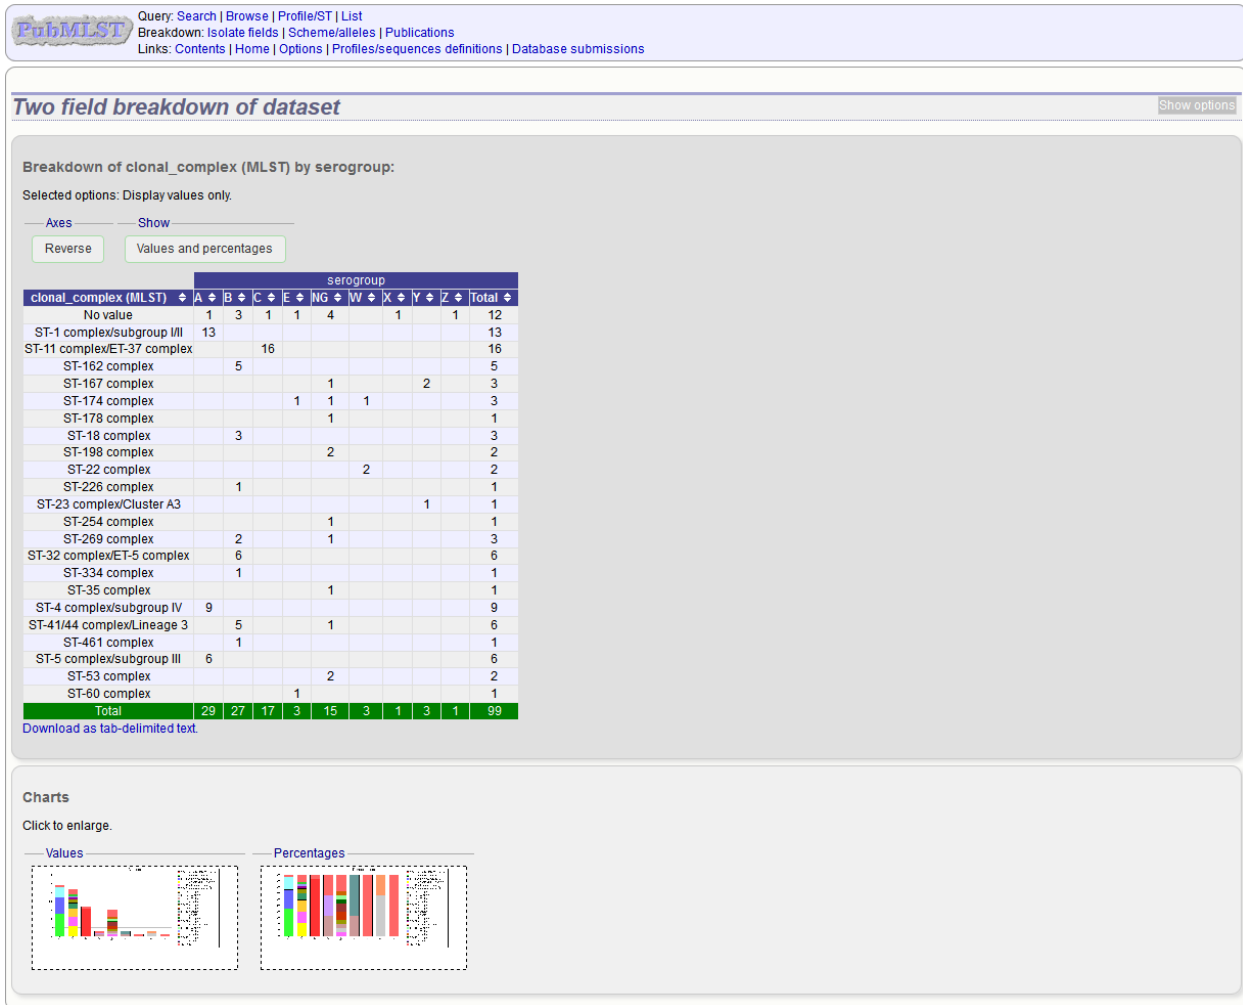 PubMLST
Query: Search | Browse | Profile/ST | List
Breakdown: Isolate fields | Scheme/alleles | Publications
Links: Contents | Home | Options | Profiles/sequences definitions | Database submissions
Two field breakdown of dataset
Show options
Breakdown of clonal_complex (MLST) by serogroup:
Selected options: Display values only.
Axes Show
Reverse Values and percentages
serogroup
clonal_complex (MLST) A B C E NG W X Y Z Total
No value 1 3 1 1 4 1 1 12
ST-1 complex/subgroup I/II 13 13
ST-11 complex/ET-37 complex 16 16
ST-162 complex 5 5
ST-167 complex 1 2 3
ST-174 complex 1 1 1 3
ST-178 complex 1 1
ST-18 complex 3 3
ST-198 complex 2 2
ST-22 complex 2 2
ST-226 complex 1 1
ST-23 complex/Cluster A3 1 1
ST-254 complex 1 1
ST-269 complex 2 1 3
ST-32 complex/ET-5 complex 6 6
ST-334 complex 1 1
ST-35 complex 1 1
ST-4 complex/subgroup IV 9 9
ST-41/44 complex/Lineage 3 5 1 6
ST-461 complex 1 1
ST-5 complex/subgroup III 6 6
ST-53 complex 2 2
ST-60 complex 1 1
Total 29 27 17 3 15 3 1 3 1 99
Download as tab-delimited text.
Charts
Click to enlarge.
Values Percentages